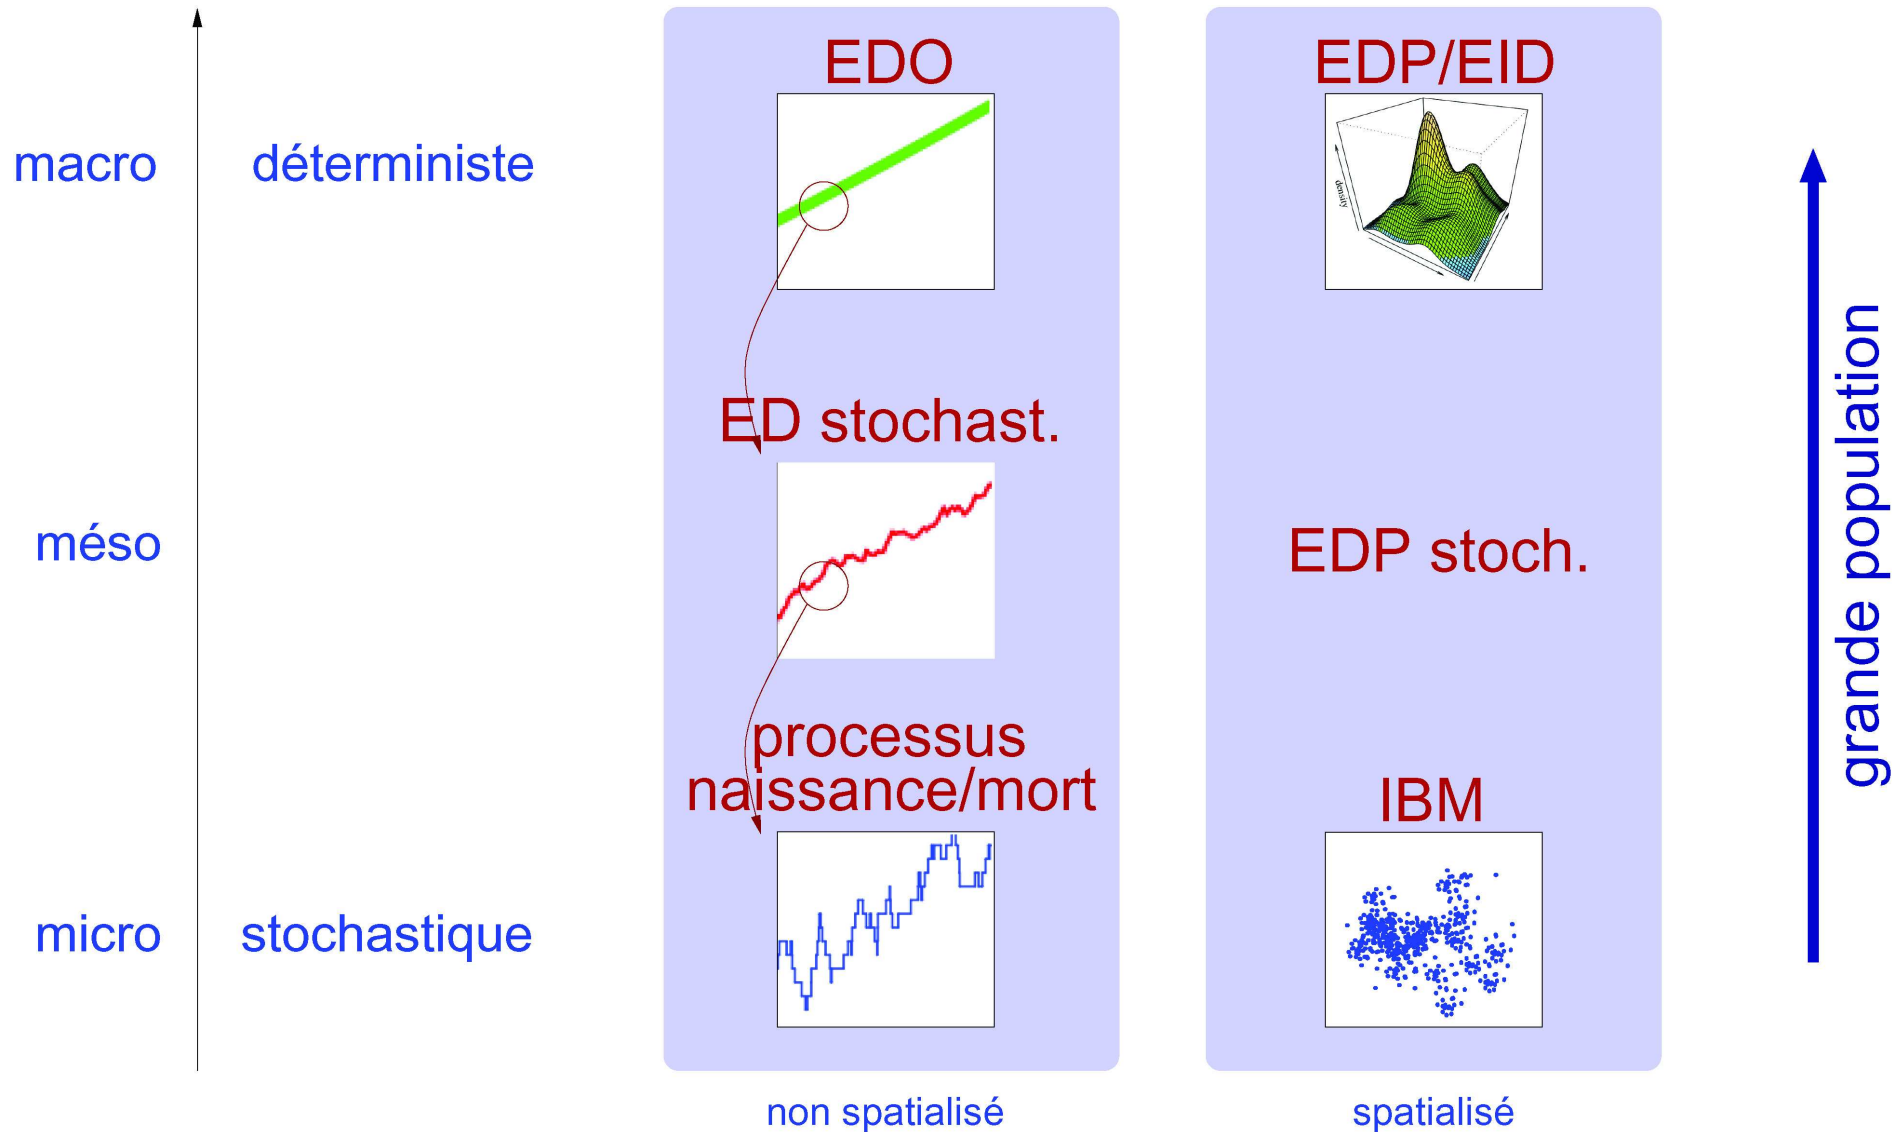 EDO
EDP/EID
macro
déterministe
density
ED stochast.
méso
EDP stoch.
grande population
processus
naissance/mort
IBM
micro
stochastique
non spatialisé
spatialisé